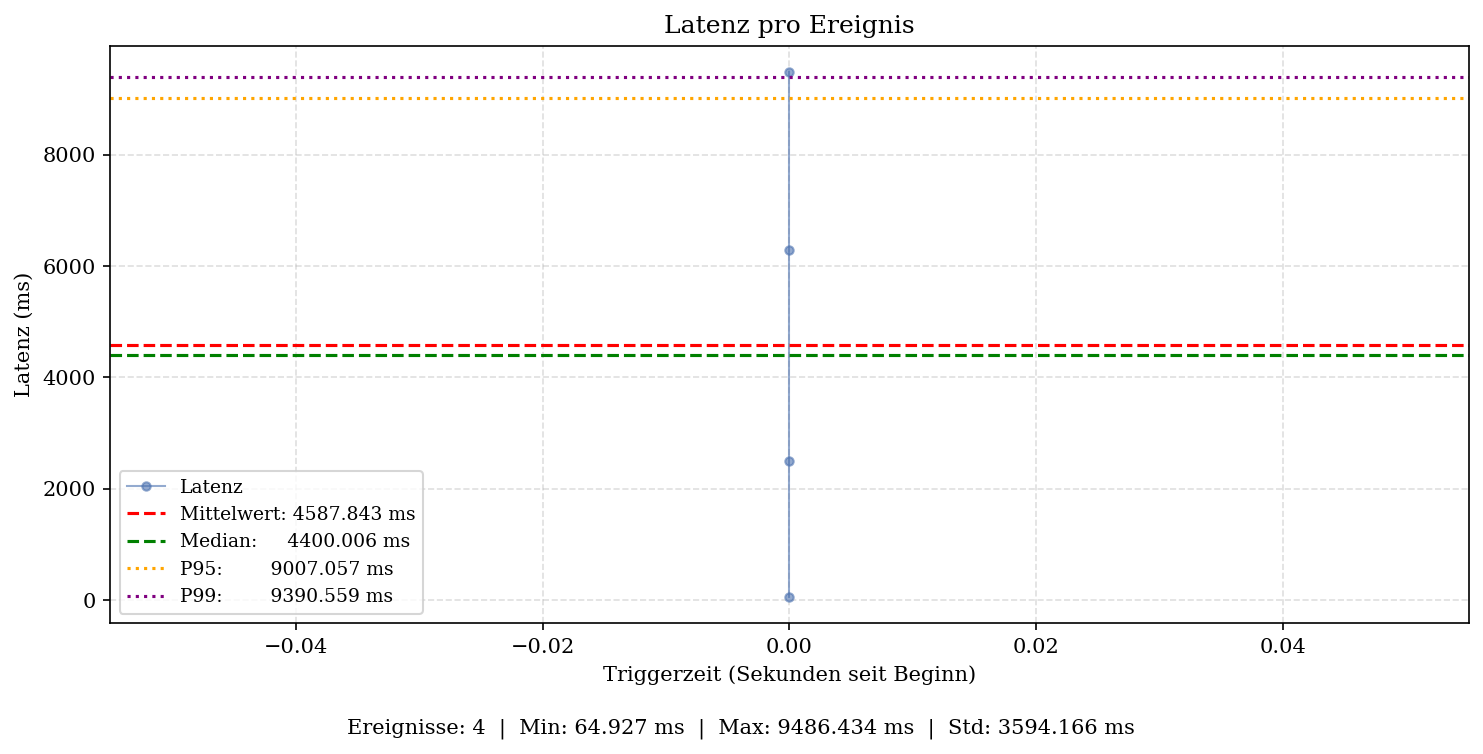 Latenz pro Ereignis
Latenz (ms)
8000
6000
4000
2000
0
Latenz
Mittelwert: 4587.843 ms
Median: 4400.006 ms
P95: 9007.057 ms
P99: 9390.559 ms
−0.04 −0.02 0.00 0.02 0.04
Triggerzeit (Sekunden seit Beginn)
Ereignisse: 4 | Min: 64.927 ms | Max: 9486.434 ms | Std: 3594.166 ms